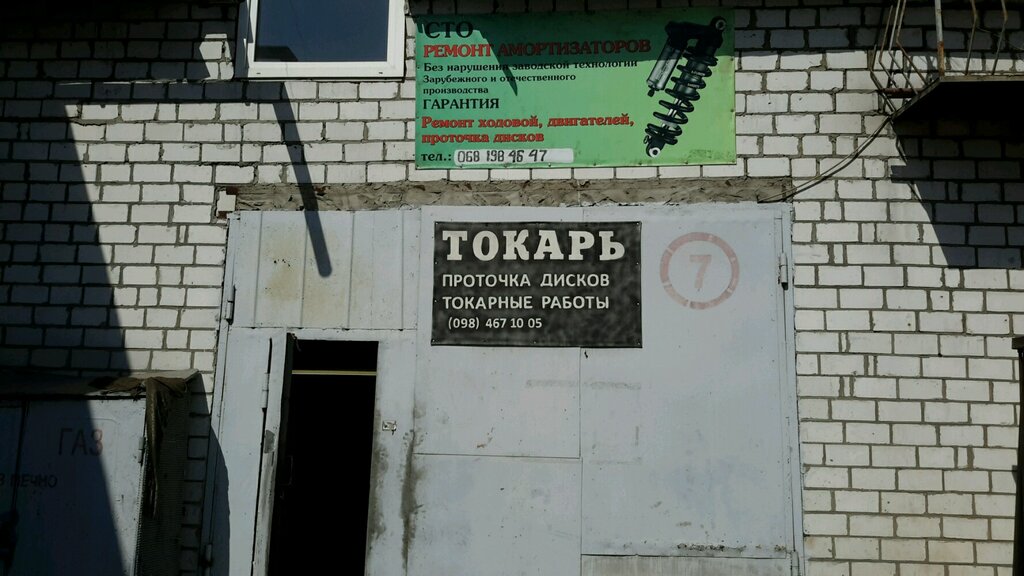 СТО
РЕМОНТ АМОРТИЗАТОРОВ
Без нарушений заводской технологии
Зарубежного и отечественного
производства
ГАРАНТИЯ
Ремонт ходовой, двигателей,
проточка дисков
тел.: 068 198 46 47
ТОКАРЬ
ПРОТОЧКА ДИСКОВ
ТОКАРНЫЕ РАБОТЫ
(098) 467 10 05
7
ГАЗ